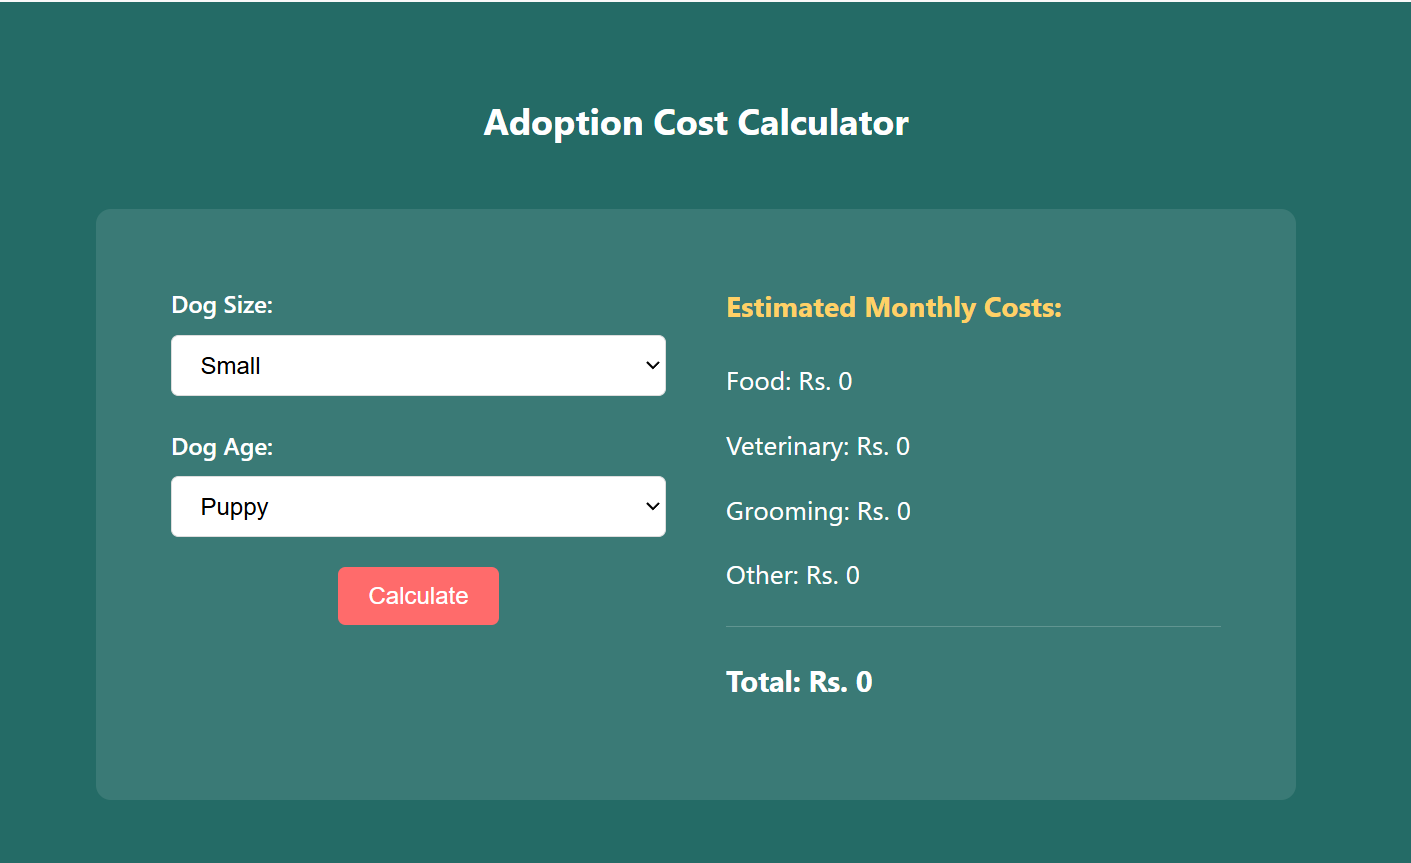 Adoption Cost Calculator
Dog Size:
Small
Dog Age:
Puppy
Calculate
Estimated Monthly Costs:
Food: Rs. 0
Veterinary: Rs. 0
Grooming: Rs. 0
Other: Rs. 0
Total: Rs. 0